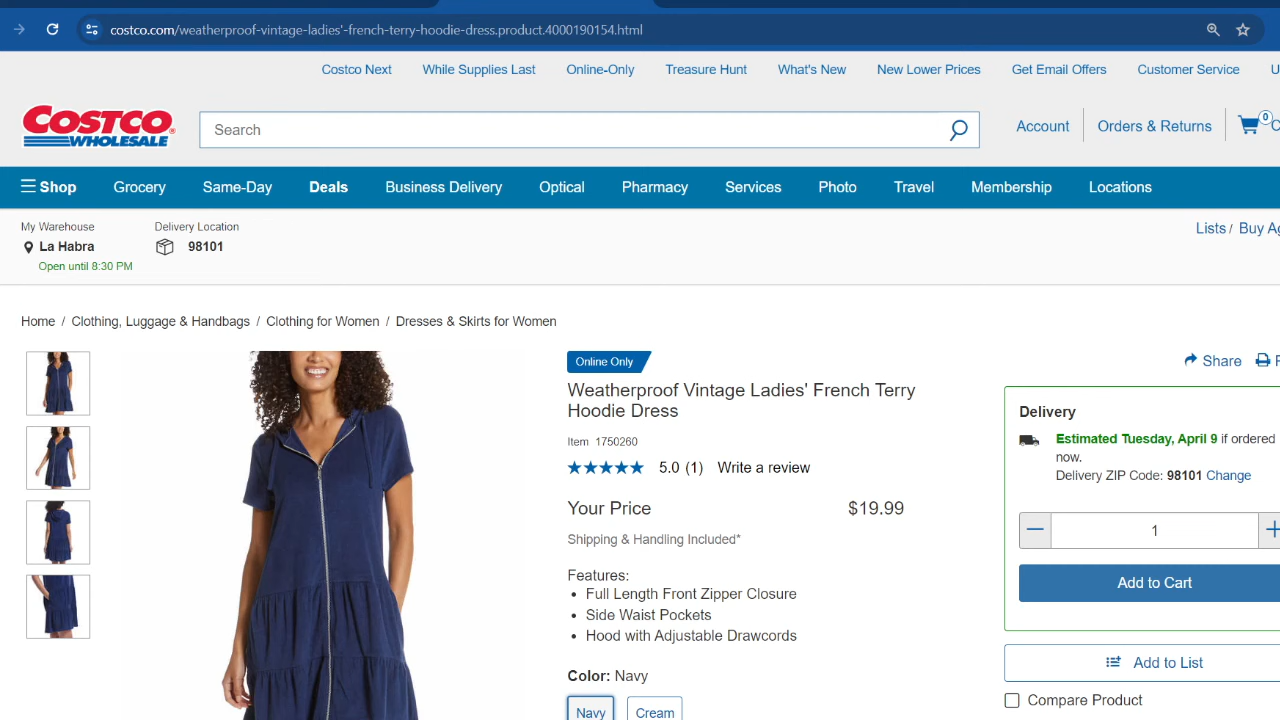 costco.com/weatherproof-vintage-ladies'-french-terry-hoodie-dress.product.4000190154.html
Costco Next While Supplies Last Online-Only Treasure Hunt What's New New Lower Prices Get Email Offers Customer Service U
COSTCO WHOLESALE
Search
Account
Orders & Returns
0
C
Shop Grocery Same-Day Deals Business Delivery Optical Pharmacy Services Photo Travel Membership Locations
My Warehouse
La Habra
Open until 8:30 PM
Delivery Location
98101
Lists / Buy Ag
Home / Clothing, Luggage & Handbags / Clothing for Women / Dresses & Skirts for Women
Online Only
Weatherproof Vintage Ladies' French Terry
Hoodie Dress
Item 1750260
5.0 (1) Write a review
Your Price $19.99
Shipping & Handling Included*
Features:
• Full Length Front Zipper Closure
• Side Waist Pockets
• Hood with Adjustable Drawcords
Color: Navy
Navy Cream
Share
Delivery
Estimated Tuesday, April 9 if ordered
now.
Delivery ZIP Code: 98101 Change
1
Add to Cart
Add to List
Compare Product